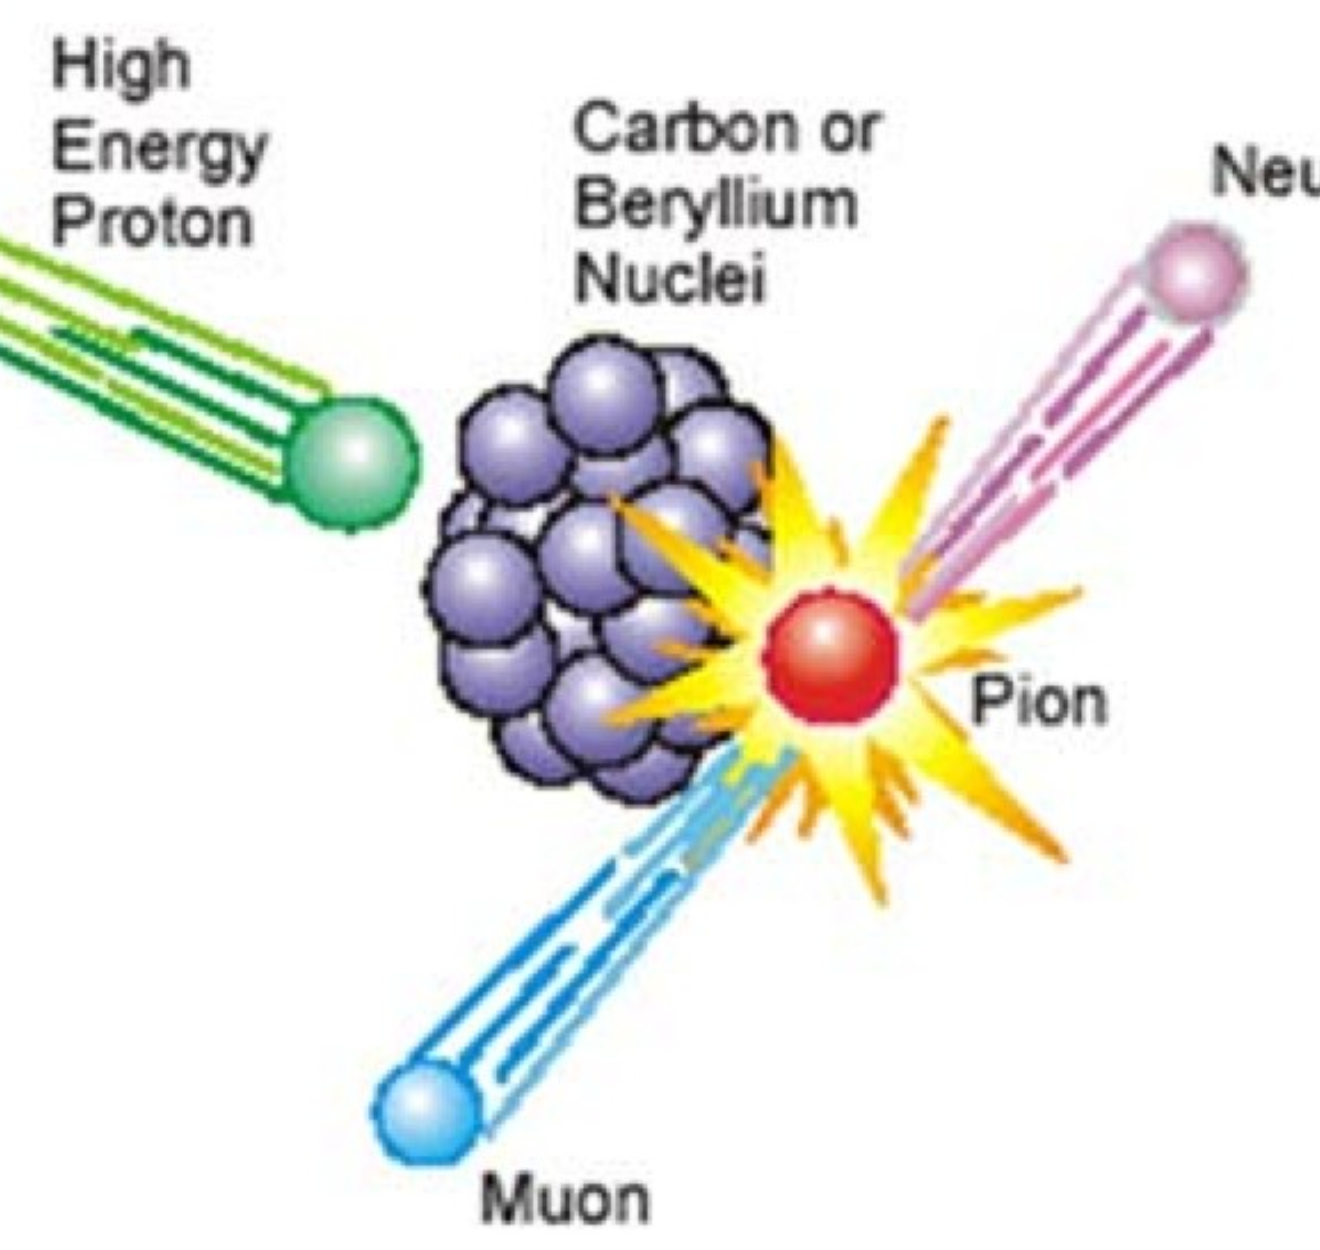 High
Energy
Proton
Carbon or
Beryllium
Nuclei
Neu
Pion
Muon